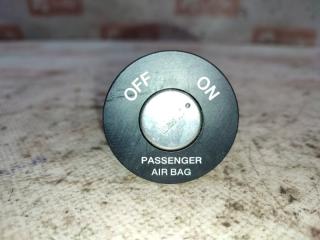 OFF ON
PASSENGER
AIR BAG